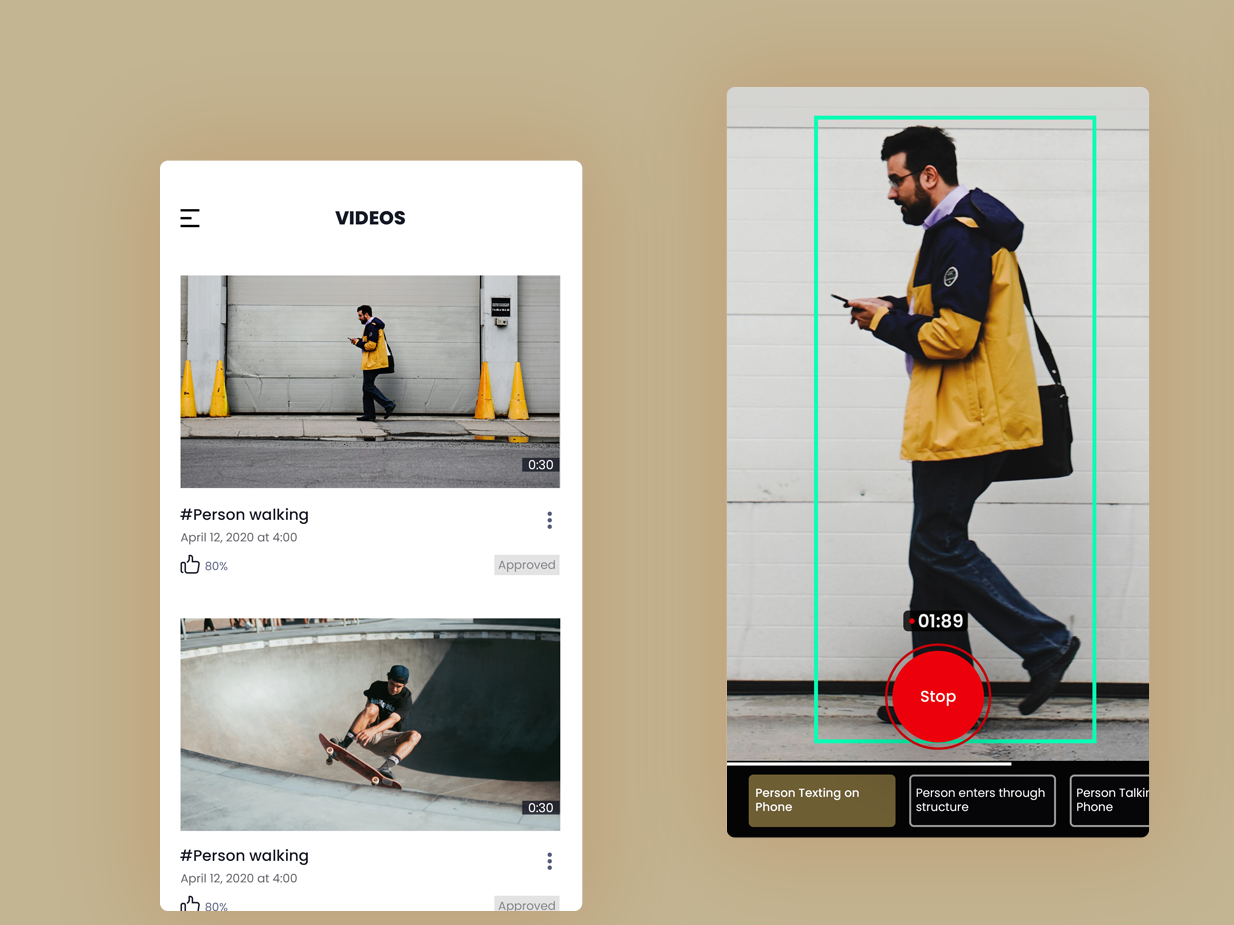 VIDEOS
0:30
#Person walking
April 12, 2020 at 4:00
80%
Approved
0:30
#Person walking
April 12, 2020 at 4:00
80%
Approved
01:89
Stop
Person Texting on
Phone
Person enters through
structure
Person Talkin
Phone